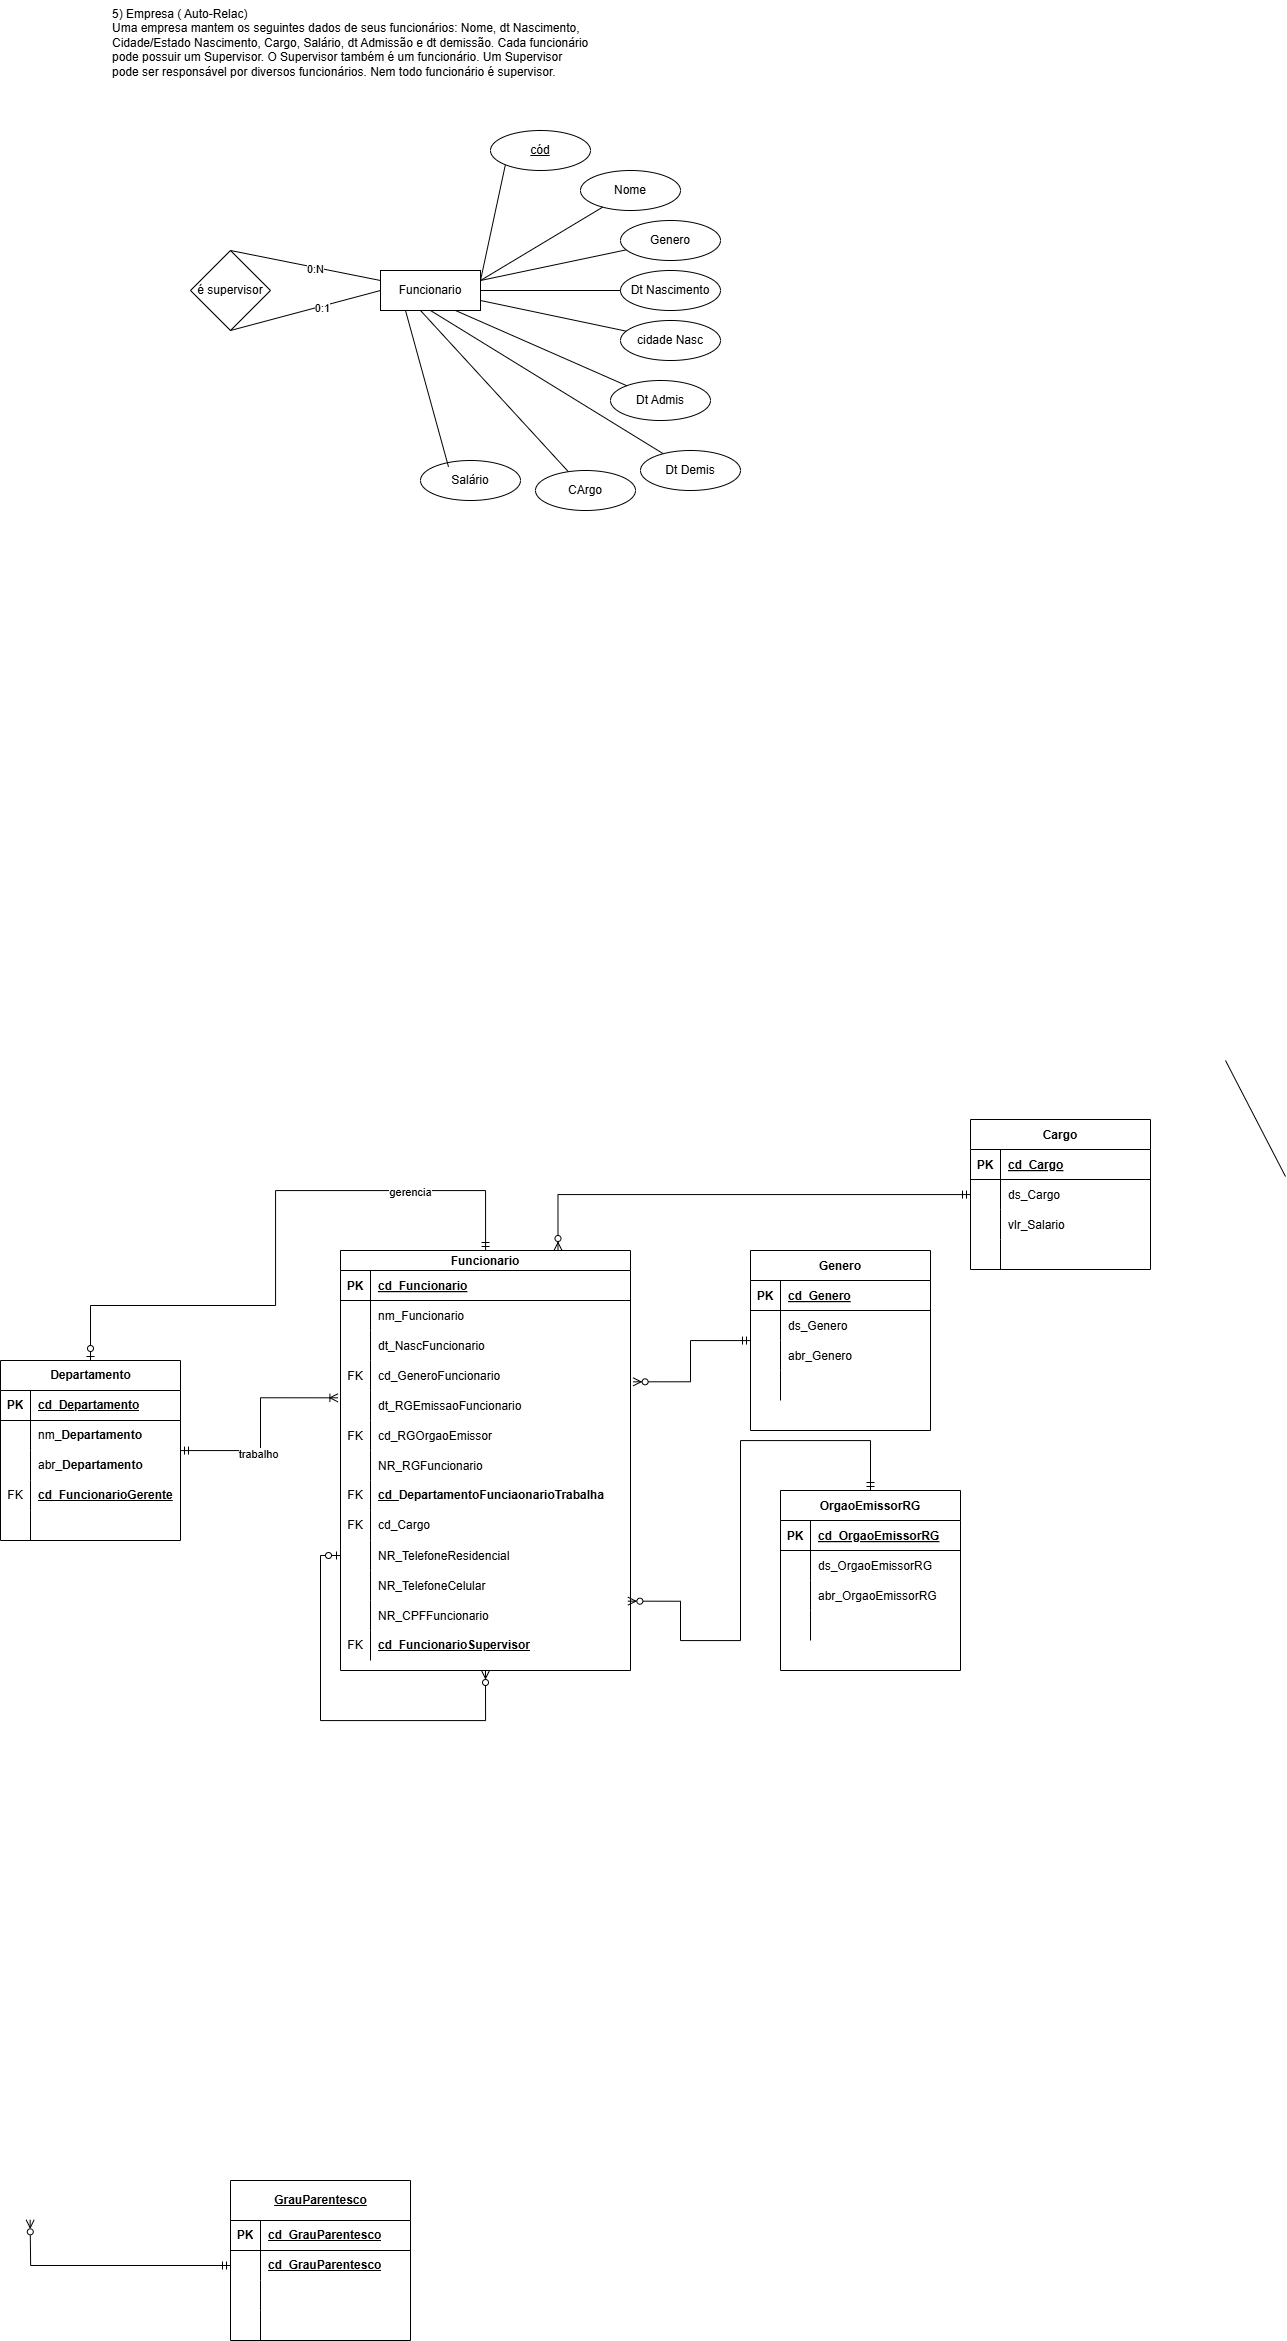 5) Empresa ( Auto-Relac)
Uma empresa mantem os seguintes dados de seus funcionários: Nome, dt Nascimento,
Cidade/Estado Nascimento, Cargo, Salário, dt Admissão e dt demissão. Cada funcionário
pode possuir um Supervisor. O Supervisor também é um funcionário. Um Supervisor
pode ser responsável por diversos funcionários. Nem todo funcionário é supervisor.
cód
Nome
Genero
0:N
é supervisor
Funcionario
Dt Nascimento
0:1
cidade Nasc
Dt Admis
Dt Demis
Salário
CArgo
Cargo
PK cd_Cargo
ds_Cargo
vlr_Salario
gerencia
Funcionario
PK cd_Funcionario
nm_Funcionario
dt_NascFuncionario
FK cd_GeneroFuncionario
dt_RGEmissaoFuncionario
FK cd_RGOrgaoEmissor
NR_RGFuncionario
FK cd_DepartamentoFunciaonarioTrabalha
FK cd_Cargo
NR_TelefoneResidencial
NR_TelefoneCelular
NR_CPFFuncionario
FK cd_FuncionarioSupervisor
Genero
PK cd_Genero
ds_Genero
abr_Genero
Departamento
PK cd_Departamento
nm_Departamento
abr_Departamento
FK cd_FuncionarioGerente
trabalho
OrgaoEmissorRG
PK cd_OrgaoEmissorRG
ds_OrgaoEmissorRG
abr_OrgaoEmissorRG
GrauParentesco
PK cd_GrauParentesco
cd_GrauParentesco